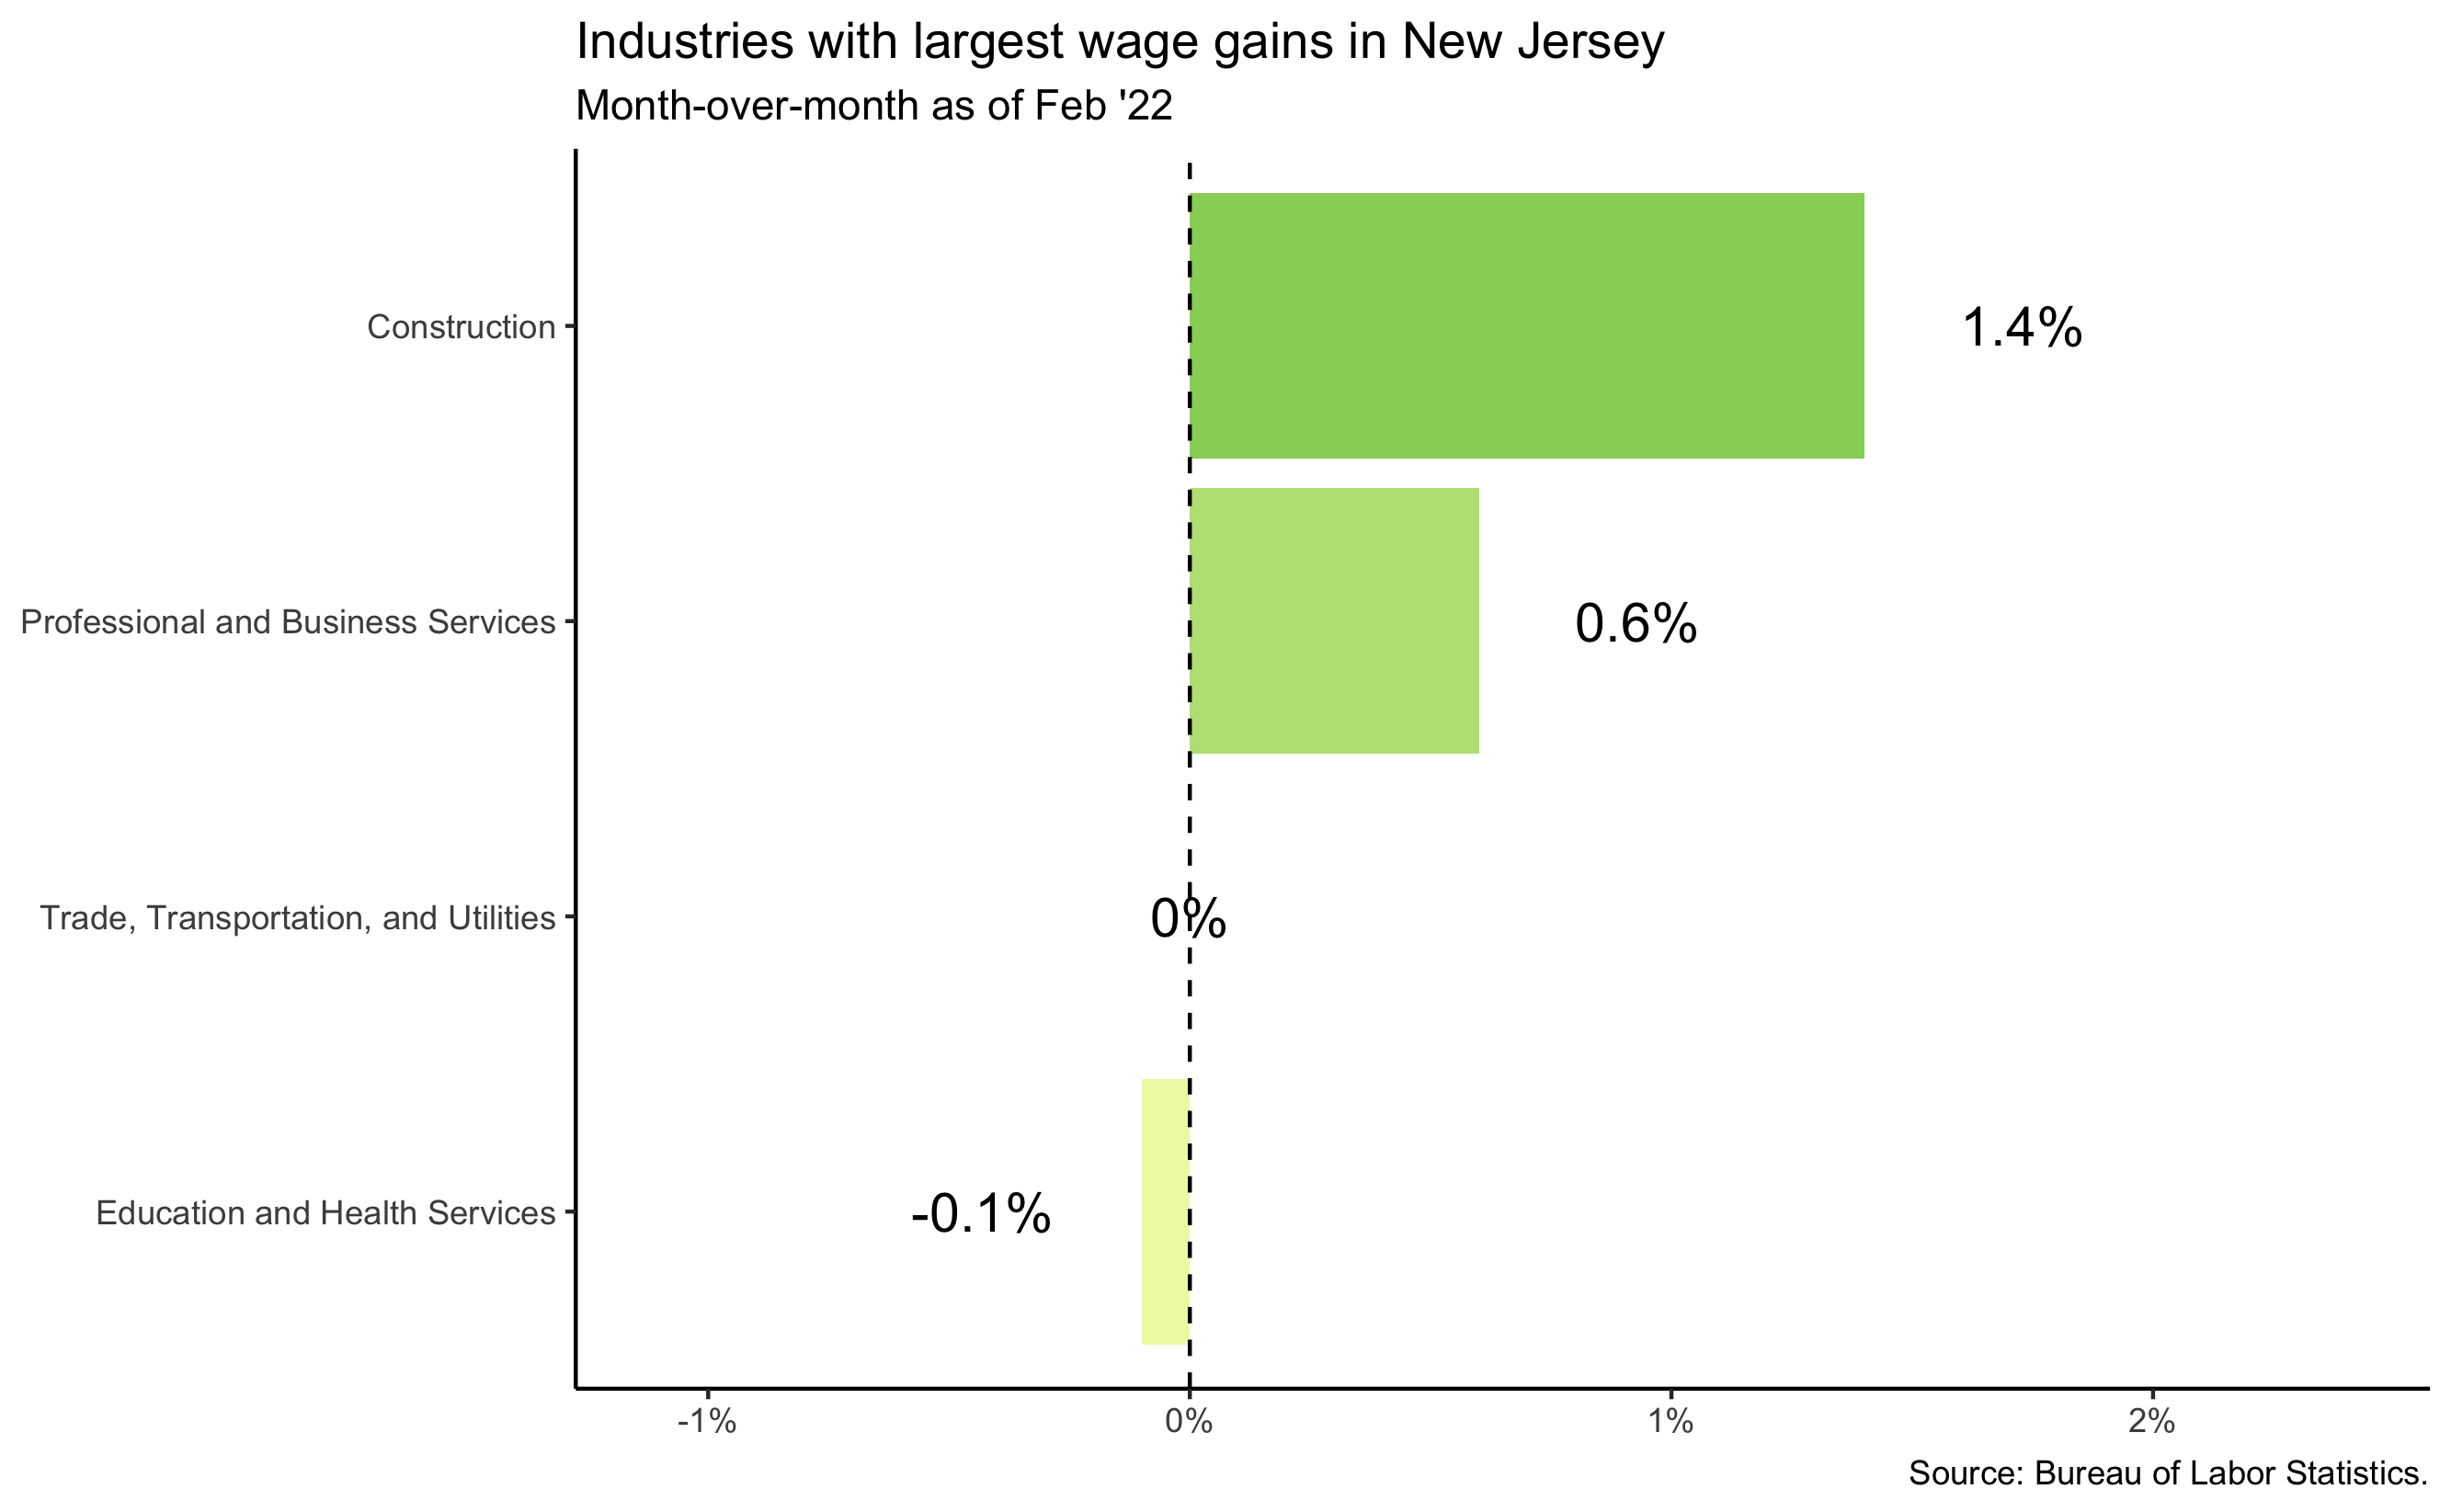 Industries with largest wage gains in New Jersey
Month-over-month as of Feb '22
Construction
1.4%
Professional and Business Services
0.6%
Trade, Transportation, and Utilities
0%
Education and Health Services
-0.1%
-1%
0%
1%
2%
Source: Bureau of Labor Statistics.